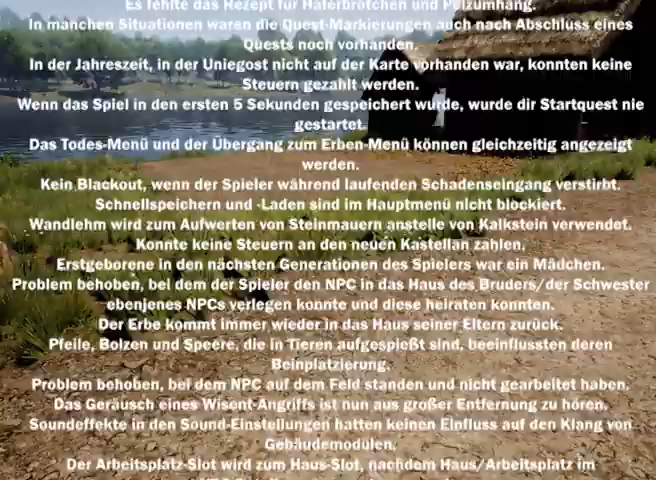 Es fehlte das Rezept für Haferbrötchen und Pelzumhang.
In manchen Situationen waren die Quest-Markierungen auch nach Abschluss eines
Quests noch vorhanden.
In der Jahreszeit, in der Uniegost nicht auf der Karte vorhanden war, konnten keine
Steuern gezahlt werden.
Wenn das Spiel in den ersten 5 Sekunden gespeichert wurde, wurde dir Startquest nie
gestartet.
Das Todes-Menü und der Übergang zum Erben-Menü können gleichzeitig angezeigt
werden.
Kein Blackout, wenn der Spieler während laufenden Schadenseingang verstirbt.
Schnellspeichern und -Laden sind im Hauptmenü nicht blockiert.
Wandlehm wird zum Aufwerten von Steinmauern anstelle von Kalkstein verwendet.
Konnte keine Steuern an den neuen Kastellan zahlen.
Erstgeborene in den nächsten Generationen des Spielers war ein Mädchen.
Problem behoben, bei dem der Spieler den NPC in das Haus des Bruders/der Schwester
ebenjenes NPCs verlegen konnte und diese heiraten konnten.
Der Erbe kommt immer wieder in das Haus seiner Eltern zurück.
Pfeile, Bolzen und Speere, die in Tieren aufgespießt sind, beeinflussten deren
Beinplatzierung.
Problem behoben, bei dem NPC auf dem Feld standen und nicht gearbeitet haben.
Das Geräusch eines Wisent-Angriffs ist nun aus großer Entfernung zu hören.
Soundeffekte in den Sound-Einstellungen hatten keinen Einfluss auf den Klang von
Gebäudemodulen.
Der Arbeitsplatz-Slot wird zum Haus-Slot, nachdem Haus/Arbeitsplatz im